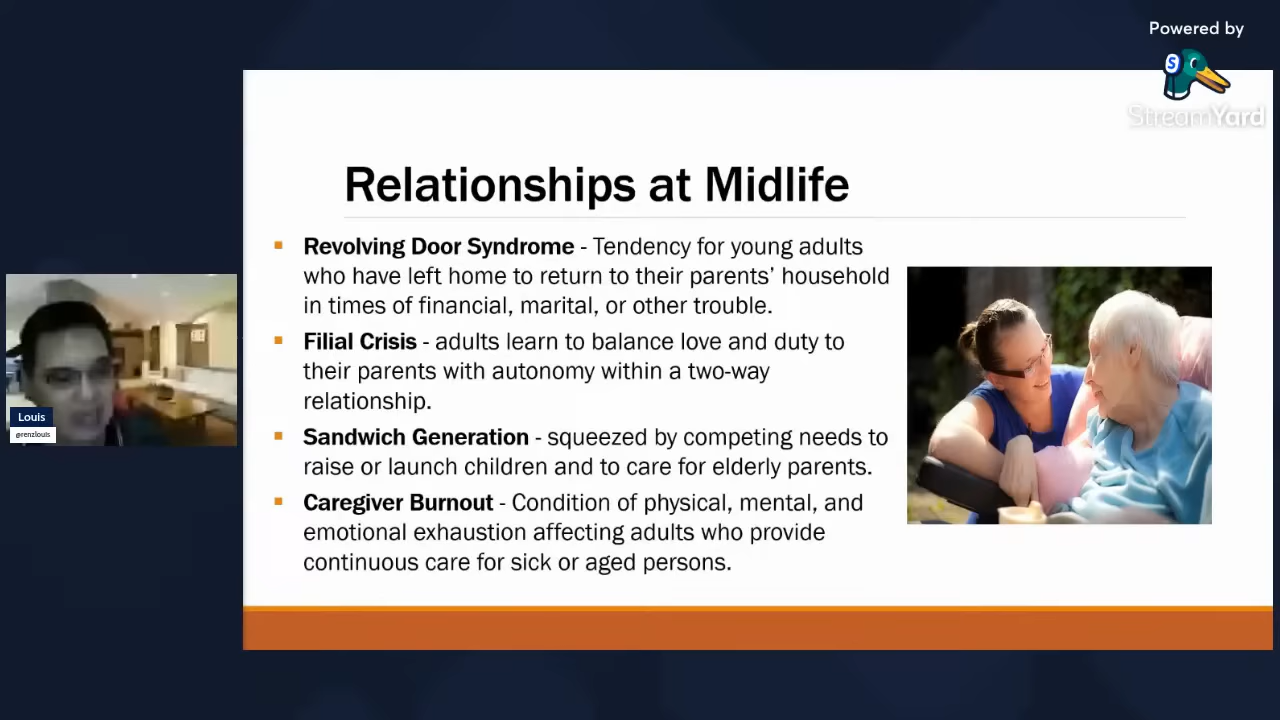 Powered by
StreamYard
Relationships at Midlife
▪ Revolving Door Syndrome - Tendency for young adults
who have left home to return to their parents’ household
in times of financial, marital, or other trouble.
▪ Filial Crisis - adults learn to balance love and duty to
their parents with autonomy within a two-way
relationship.
▪ Sandwich Generation - squeezed by competing needs to
raise or launch children and to care for elderly parents.
▪ Caregiver Burnout - Condition of physical, mental, and
emotional exhaustion affecting adults who provide
continuous care for sick or aged persons.
Louis
@renzlouis